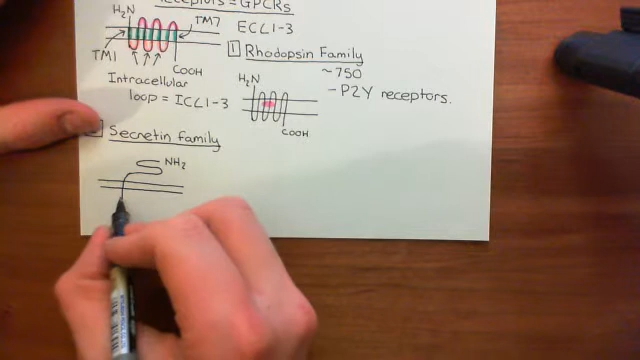 Receptors = GPCRs
H₂N
TM7
ECL1-3
TM1
COOH
Intracellular
loop = ICL1-3
1 Rhodopsin Family
~750
- P2Y receptors.
H₂N
COOH
Secretin family
NH₂